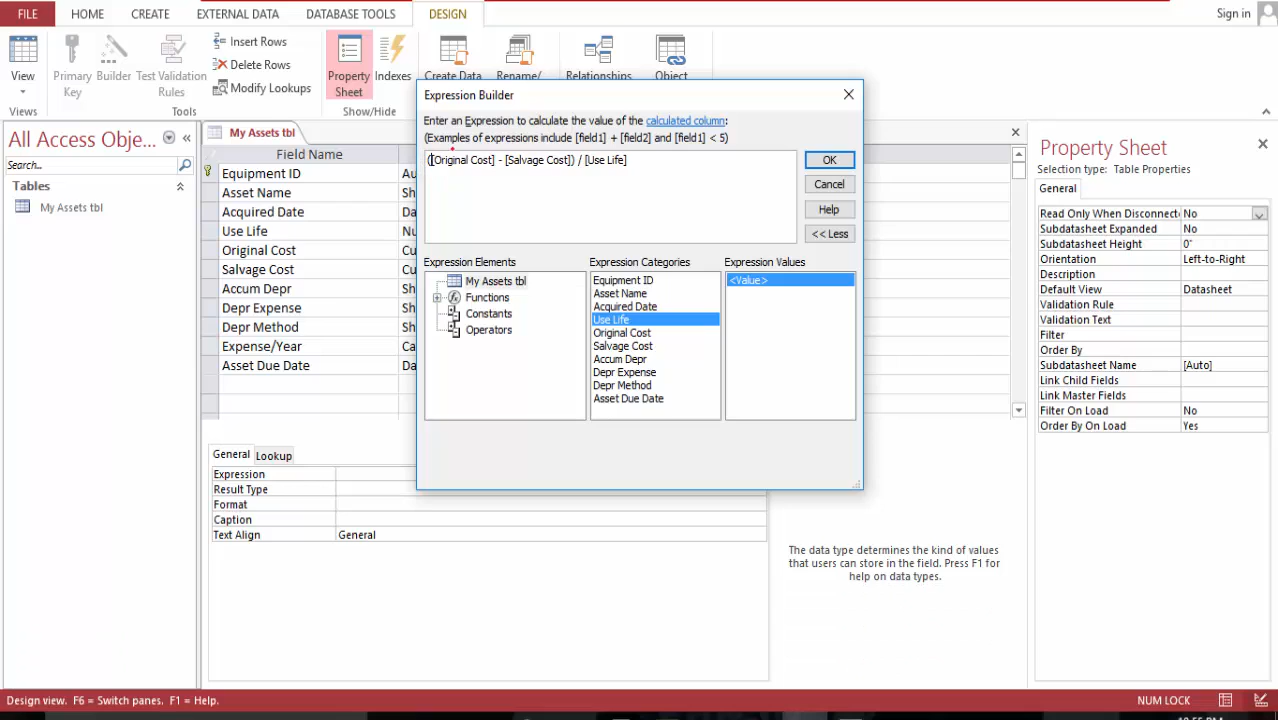 FILE HOME CREATE EXTERNAL DATA DATABASE TOOLS DESIGN Sign in
View
Primary Key
Builder
Test Validation Rules
Insert Rows
Delete Rows
Modify Lookups
Property Sheet
Indexes
Create Data
Rename/
Relationships
Object
Views Tools Show/Hide
All Access Obje... «
Search...
Tables
My Assets tbl
My Assets tbl
Field Name
Equipment ID Au
Asset Name Sh
Acquired Date Da
Use Life Nu
Original Cost Cu
Salvage Cost Cu
Accum Depr Sh
Depr Expense Sh
Depr Method Sh
Expense/Year Ca
Asset Due Date Da
General Lookup
Expression
Result Type
Format
Caption
Text Align General
Expression Builder
Enter an Expression to calculate the value of the calculated column:
(Examples of expressions include [field1] + [field2] and [field1] < 5)
([Original Cost] - [Salvage Cost]) / [Use Life]
OK
Cancel
Help
<< Less
Expression Elements
My Assets tbl
Functions
Constants
Operators
Expression Categories
Equipment ID
Asset Name
Acquired Date
Use Life
Original Cost
Salvage Cost
Accum Depr
Depr Expense
Depr Method
Asset Due Date
Expression Values
<Value>
The data type determines the kind of values
that users can store in the field. Press F1 for
help on data types.
Property Sheet
Selection type: Table Properties
General
Read Only When Disconnect No
Subdatasheet Expanded No
Subdatasheet Height 0"
Orientation Left-to-Right
Description
Default View Datasheet
Validation Rule
Validation Text
Filter
Order By
Subdatasheet Name [Auto]
Link Child Fields
Link Master Fields
Filter On Load No
Order By On Load Yes
Design view. F6 = Switch panes. F1 = Help. NUM LOCK